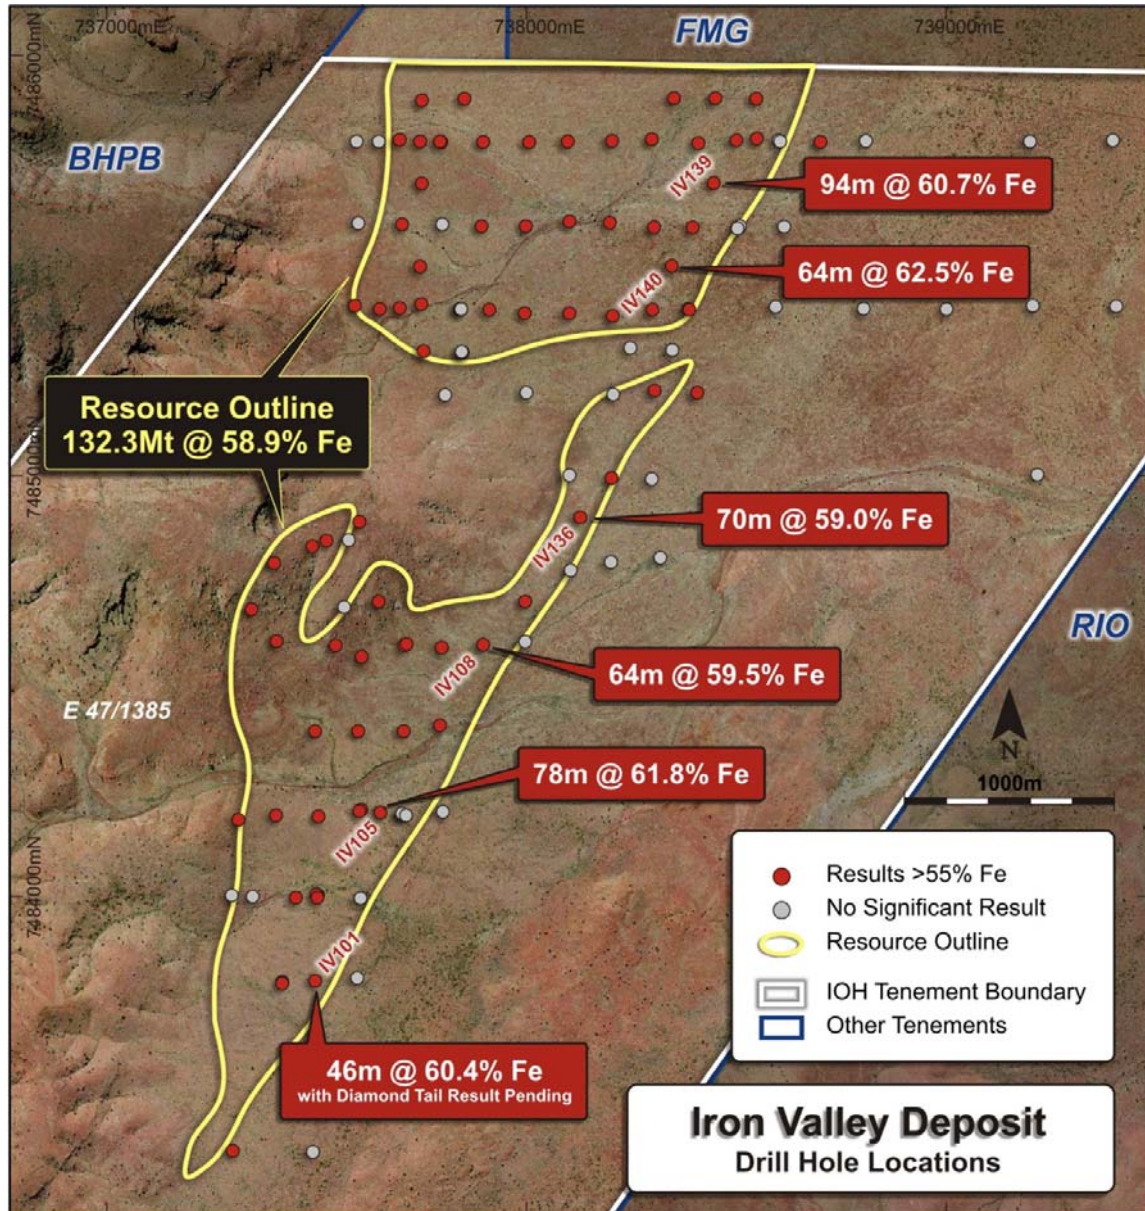 737000mE
738000mE
739000mE
FMG
7486000mN
BHPB
IV139
94m @ 60.7% Fe
64m @ 62.5% Fe
IV140
Resource Outline
132.3Mt @ 58.9% Fe
7485000mN
70m @ 59.0% Fe
IV136
RIO
64m @ 59.5% Fe
IV108
E 47/1385
N
78m @ 61.8% Fe
1000m
IV105
7484000mN
Results >55% Fe
No Significant Result
Resource Outline
IOH Tenement Boundary
Other Tenements
IV101
46m @ 60.4% Fe
with Diamond Tail Result Pending
Iron Valley Deposit
Drill Hole Locations